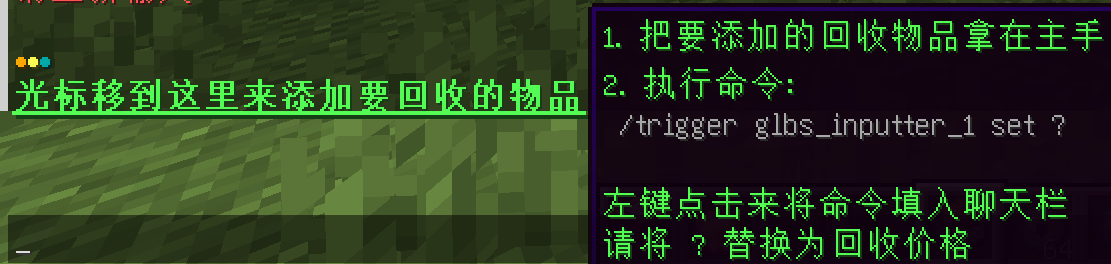 光标移到这里来添加要回收的物品
1. 把要添加的回收物品拿在主手
2. 执行命令:
/trigger glbs_inputter_1 set ?
左键点击来将命令填入聊天栏
请将 ? 替换为回收价格
_